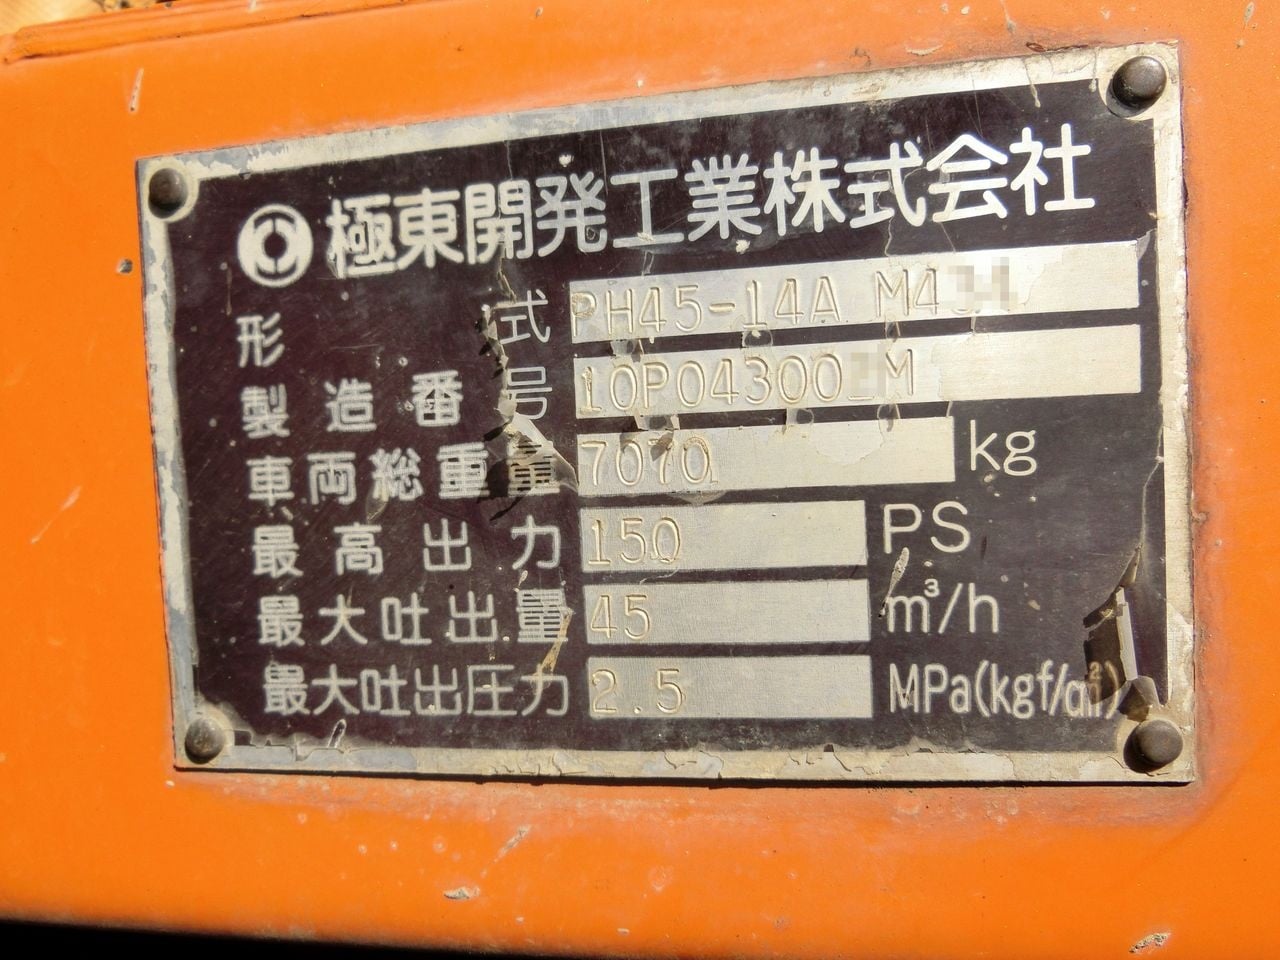 極東開発工業株式会社
形式 PH45-14A M4
製造番号 10P04300 M
車両総重量 7070 kg
最高出力 150 PS
最大吐出量 45 m³/h
最大吐出圧力 2.5 MPa(kgf/cm²)